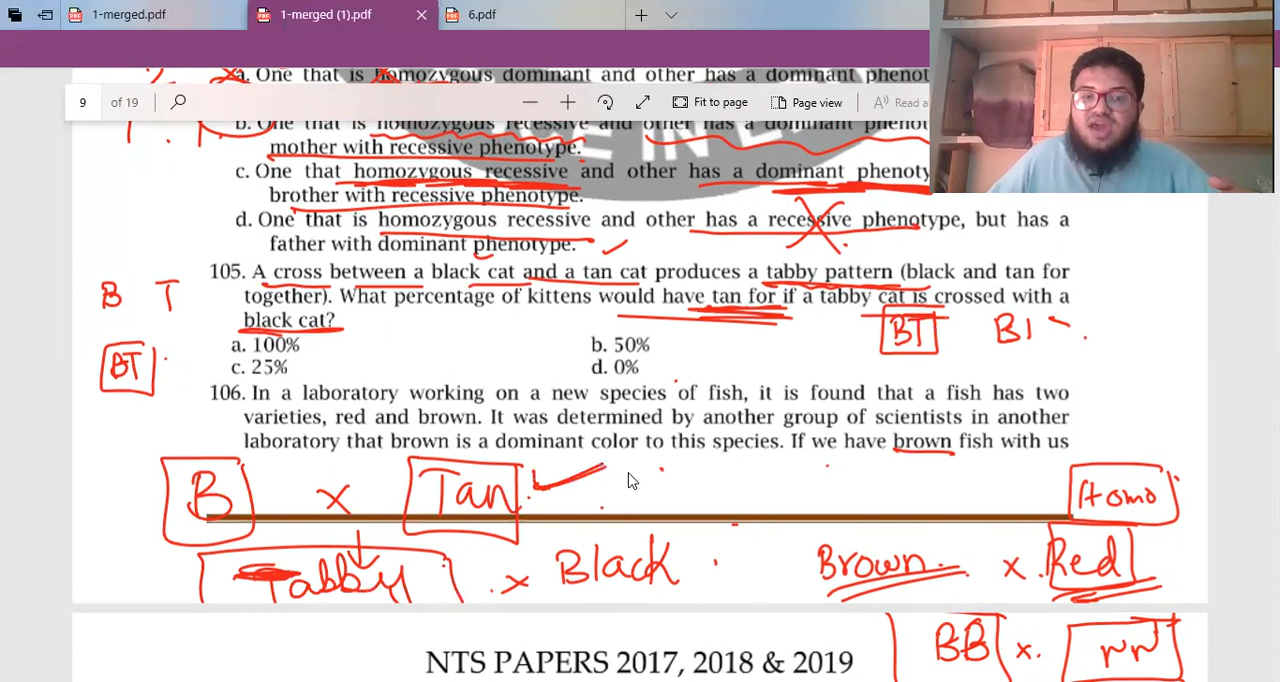 1-merged.pdf
1-merged (1).pdf
6.pdf
a. One that is homozygous dominant and other has a dominant phenot
9 of 19
Fit to page
Page view
Read a
b. One that is homozygous recessive and other has a dominant phenot
mother with recessive phenotype.
c. One that homozygous recessive and other has a dominant phenoty
brother with recessive phenotype.
d. One that is homozygous recessive and other has a recessive phenotype, but has a
father with dominant phenotype.
105. A cross between a black cat and a tan cat produces a tabby pattern (black and tan for
together). What percentage of kittens would have tan for if a tabby cat is crossed with a
black cat?
B T
BT
a. 100% b. 50%
c. 25% d. 0%
BT
106. In a laboratory working on a new species of fish, it is found that a fish has two
varieties, red and brown. It was determined by another group of scientists in another
laboratory that brown is a dominant color to this species. If we have brown fish with us
B x Tan
Homo
Tabby x Black
Brown x Red
BB x rr
NTS PAPERS 2017, 2018 & 2019